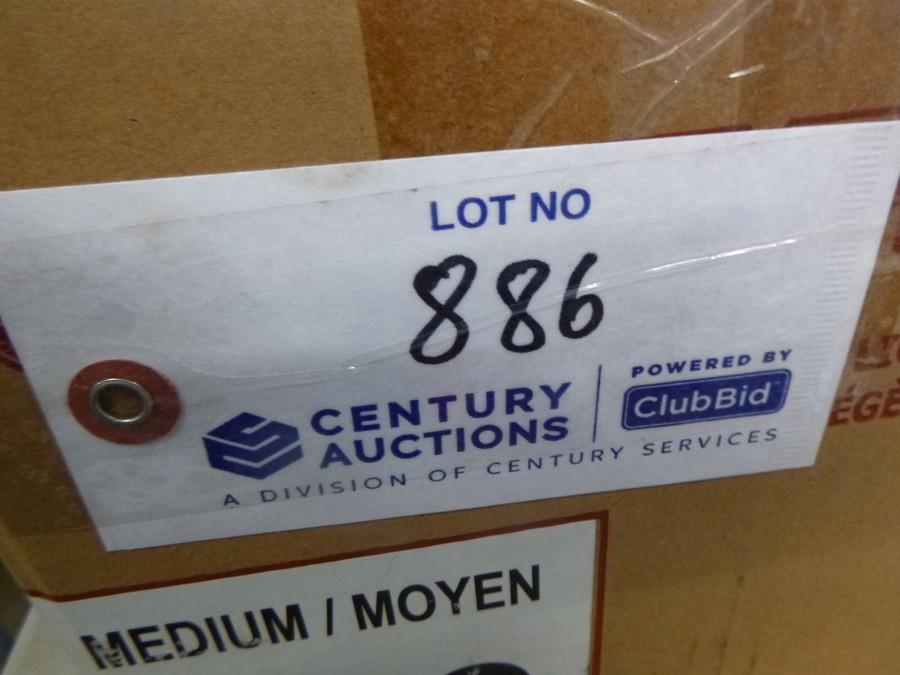 LOT NO
886
CENTURY
AUCTIONS
POWERED BY
ClubBid
A DIVISION OF CENTURY SERVICES
MEDIUM / MOYEN